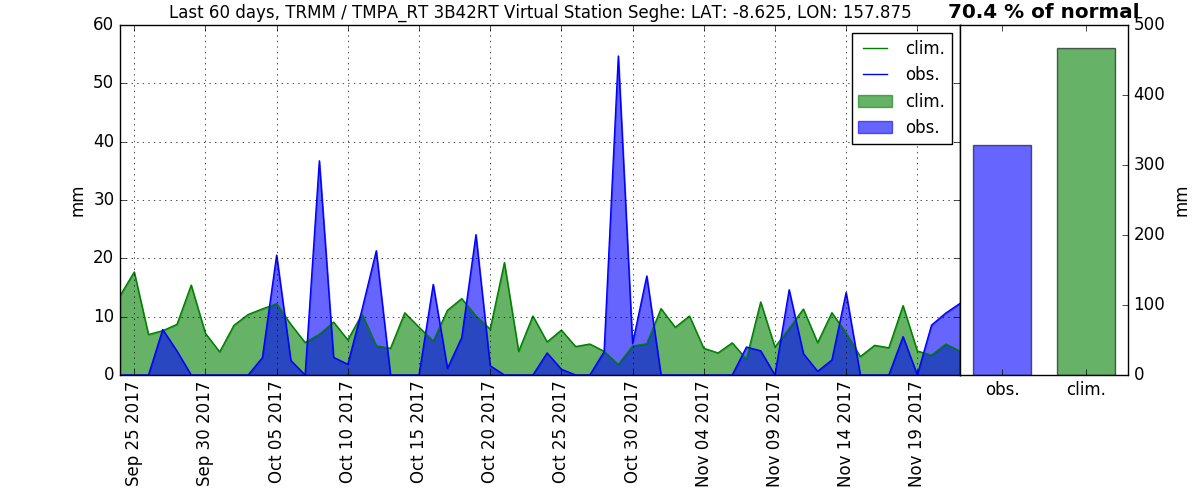 Last 60 days, TRMM / TMPA_RT 3B42RT Virtual Station Seghe: LAT: -8.625, LON: 157.875
70.4 % of normal
clim.
obs.
clim.
obs.
mm
60
50
40
30
20
10
0
Sep 25 2017
Sep 30 2017
Oct 05 2017
Oct 10 2017
Oct 15 2017
Oct 20 2017
Oct 25 2017
Oct 30 2017
Nov 04 2017
Nov 09 2017
Nov 14 2017
Nov 19 2017
500
400
300
200
100
0
mm
obs.
clim.